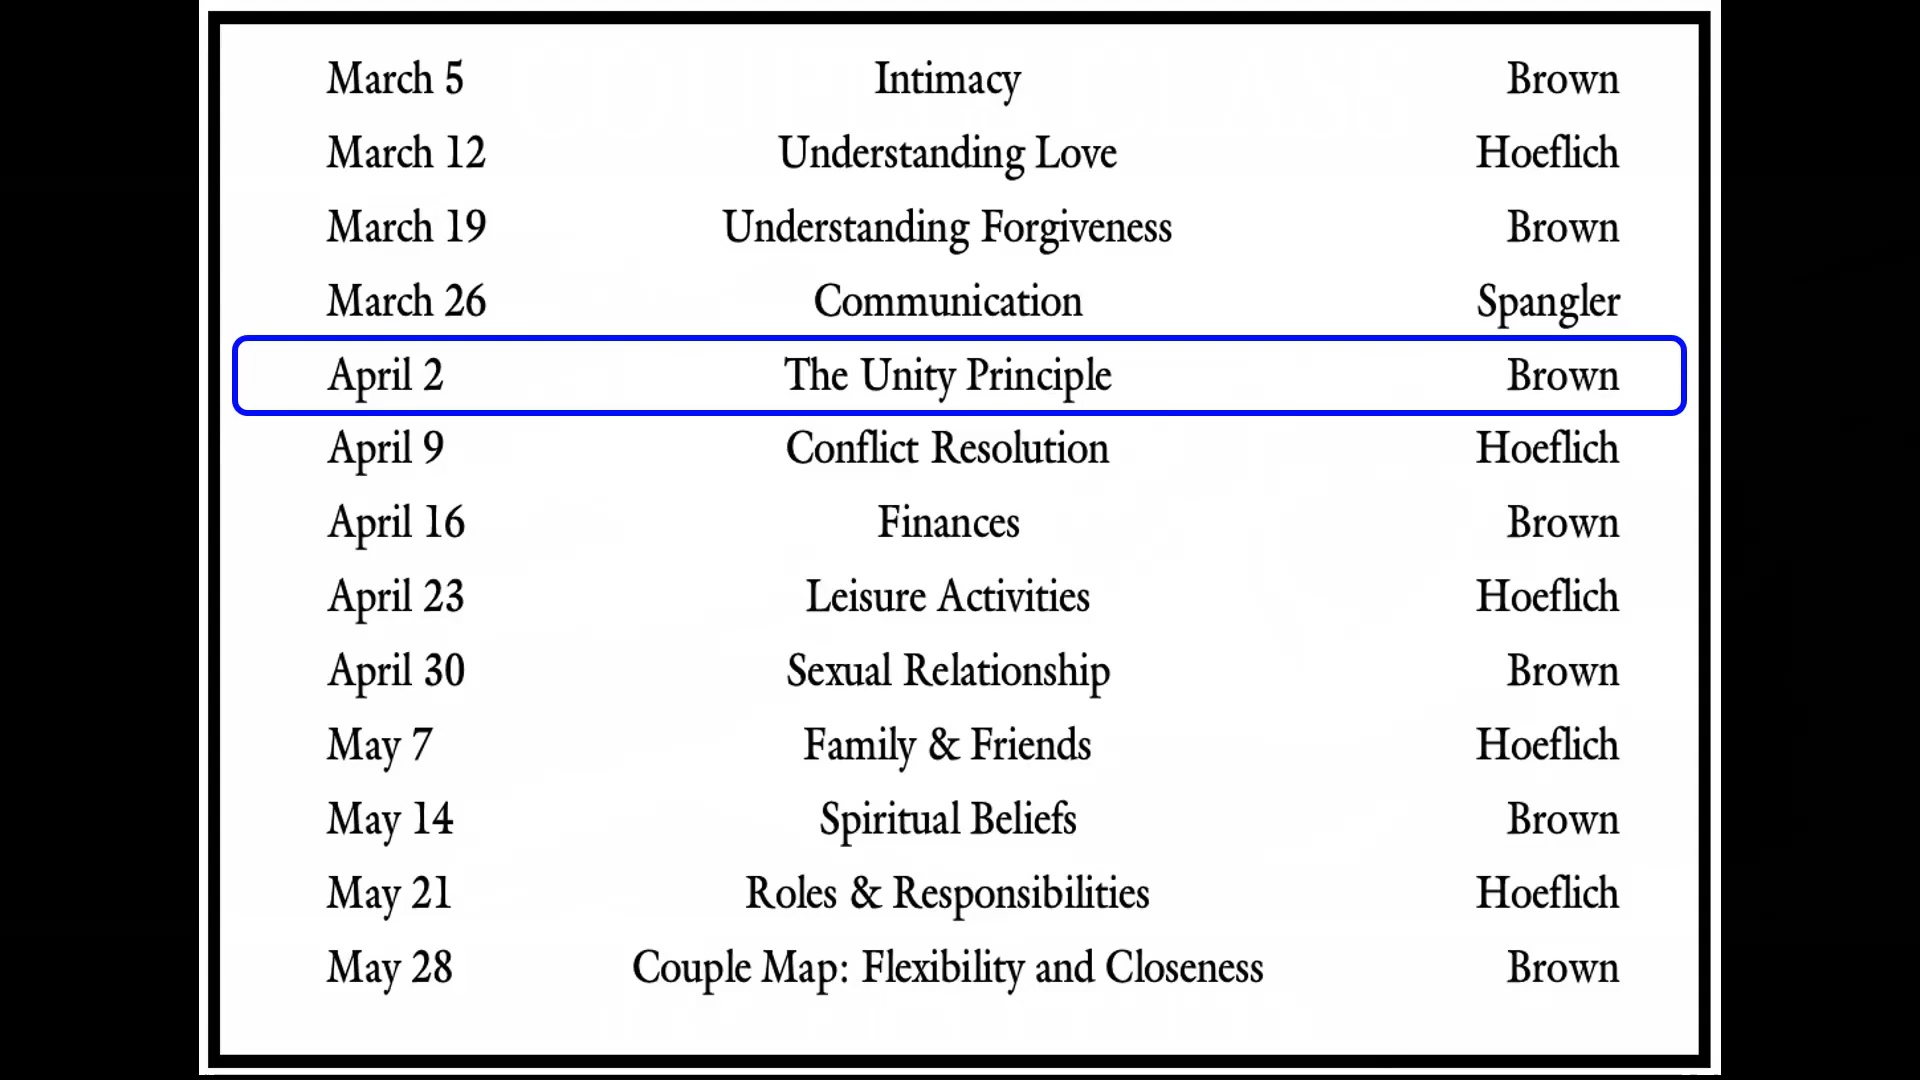 March 5 Intimacy Brown
March 12 Understanding Love Hoeflich
March 19 Understanding Forgiveness Brown
March 26 Communication Spangler
April 2 The Unity Principle Brown
April 9 Conflict Resolution Hoeflich
April 16 Finances Brown
April 23 Leisure Activities Hoeflich
April 30 Sexual Relationship Brown
May 7 Family & Friends Hoeflich
May 14 Spiritual Beliefs Brown
May 21 Roles & Responsibilities Hoeflich
May 28 Couple Map: Flexibility and Closeness Brown